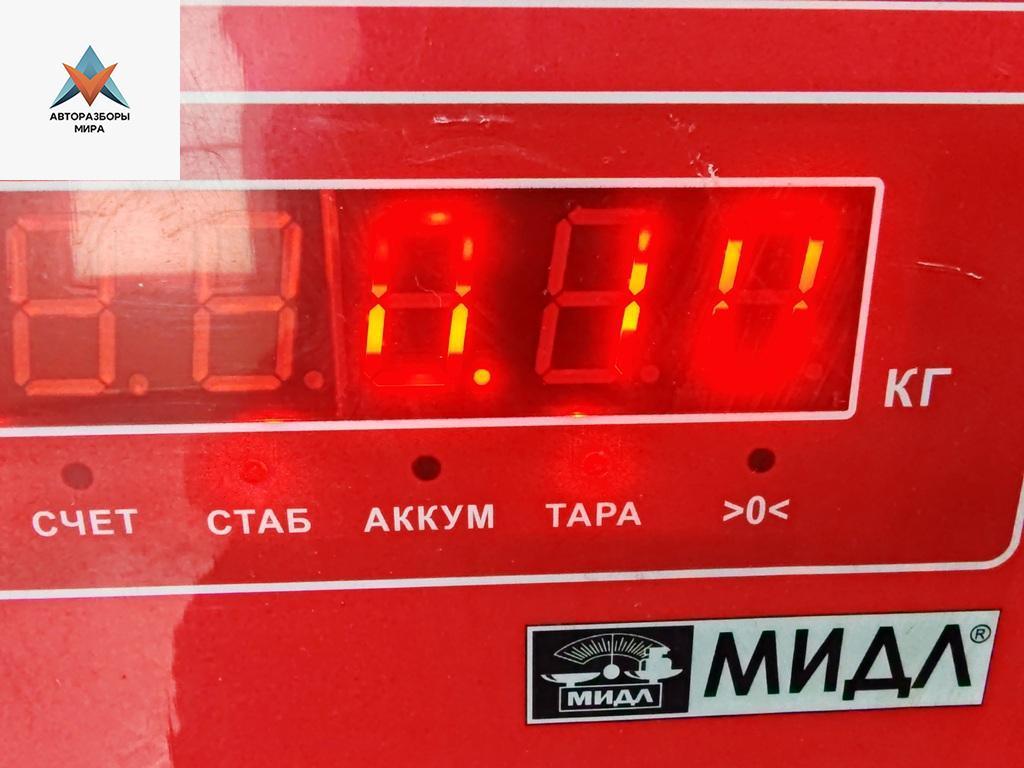 АВТОРАЗБОРЫ
МИРА
КГ
СЧЕТ СТАБ АККУМ ТАРА >0<
МИДЛ МИДЛ®